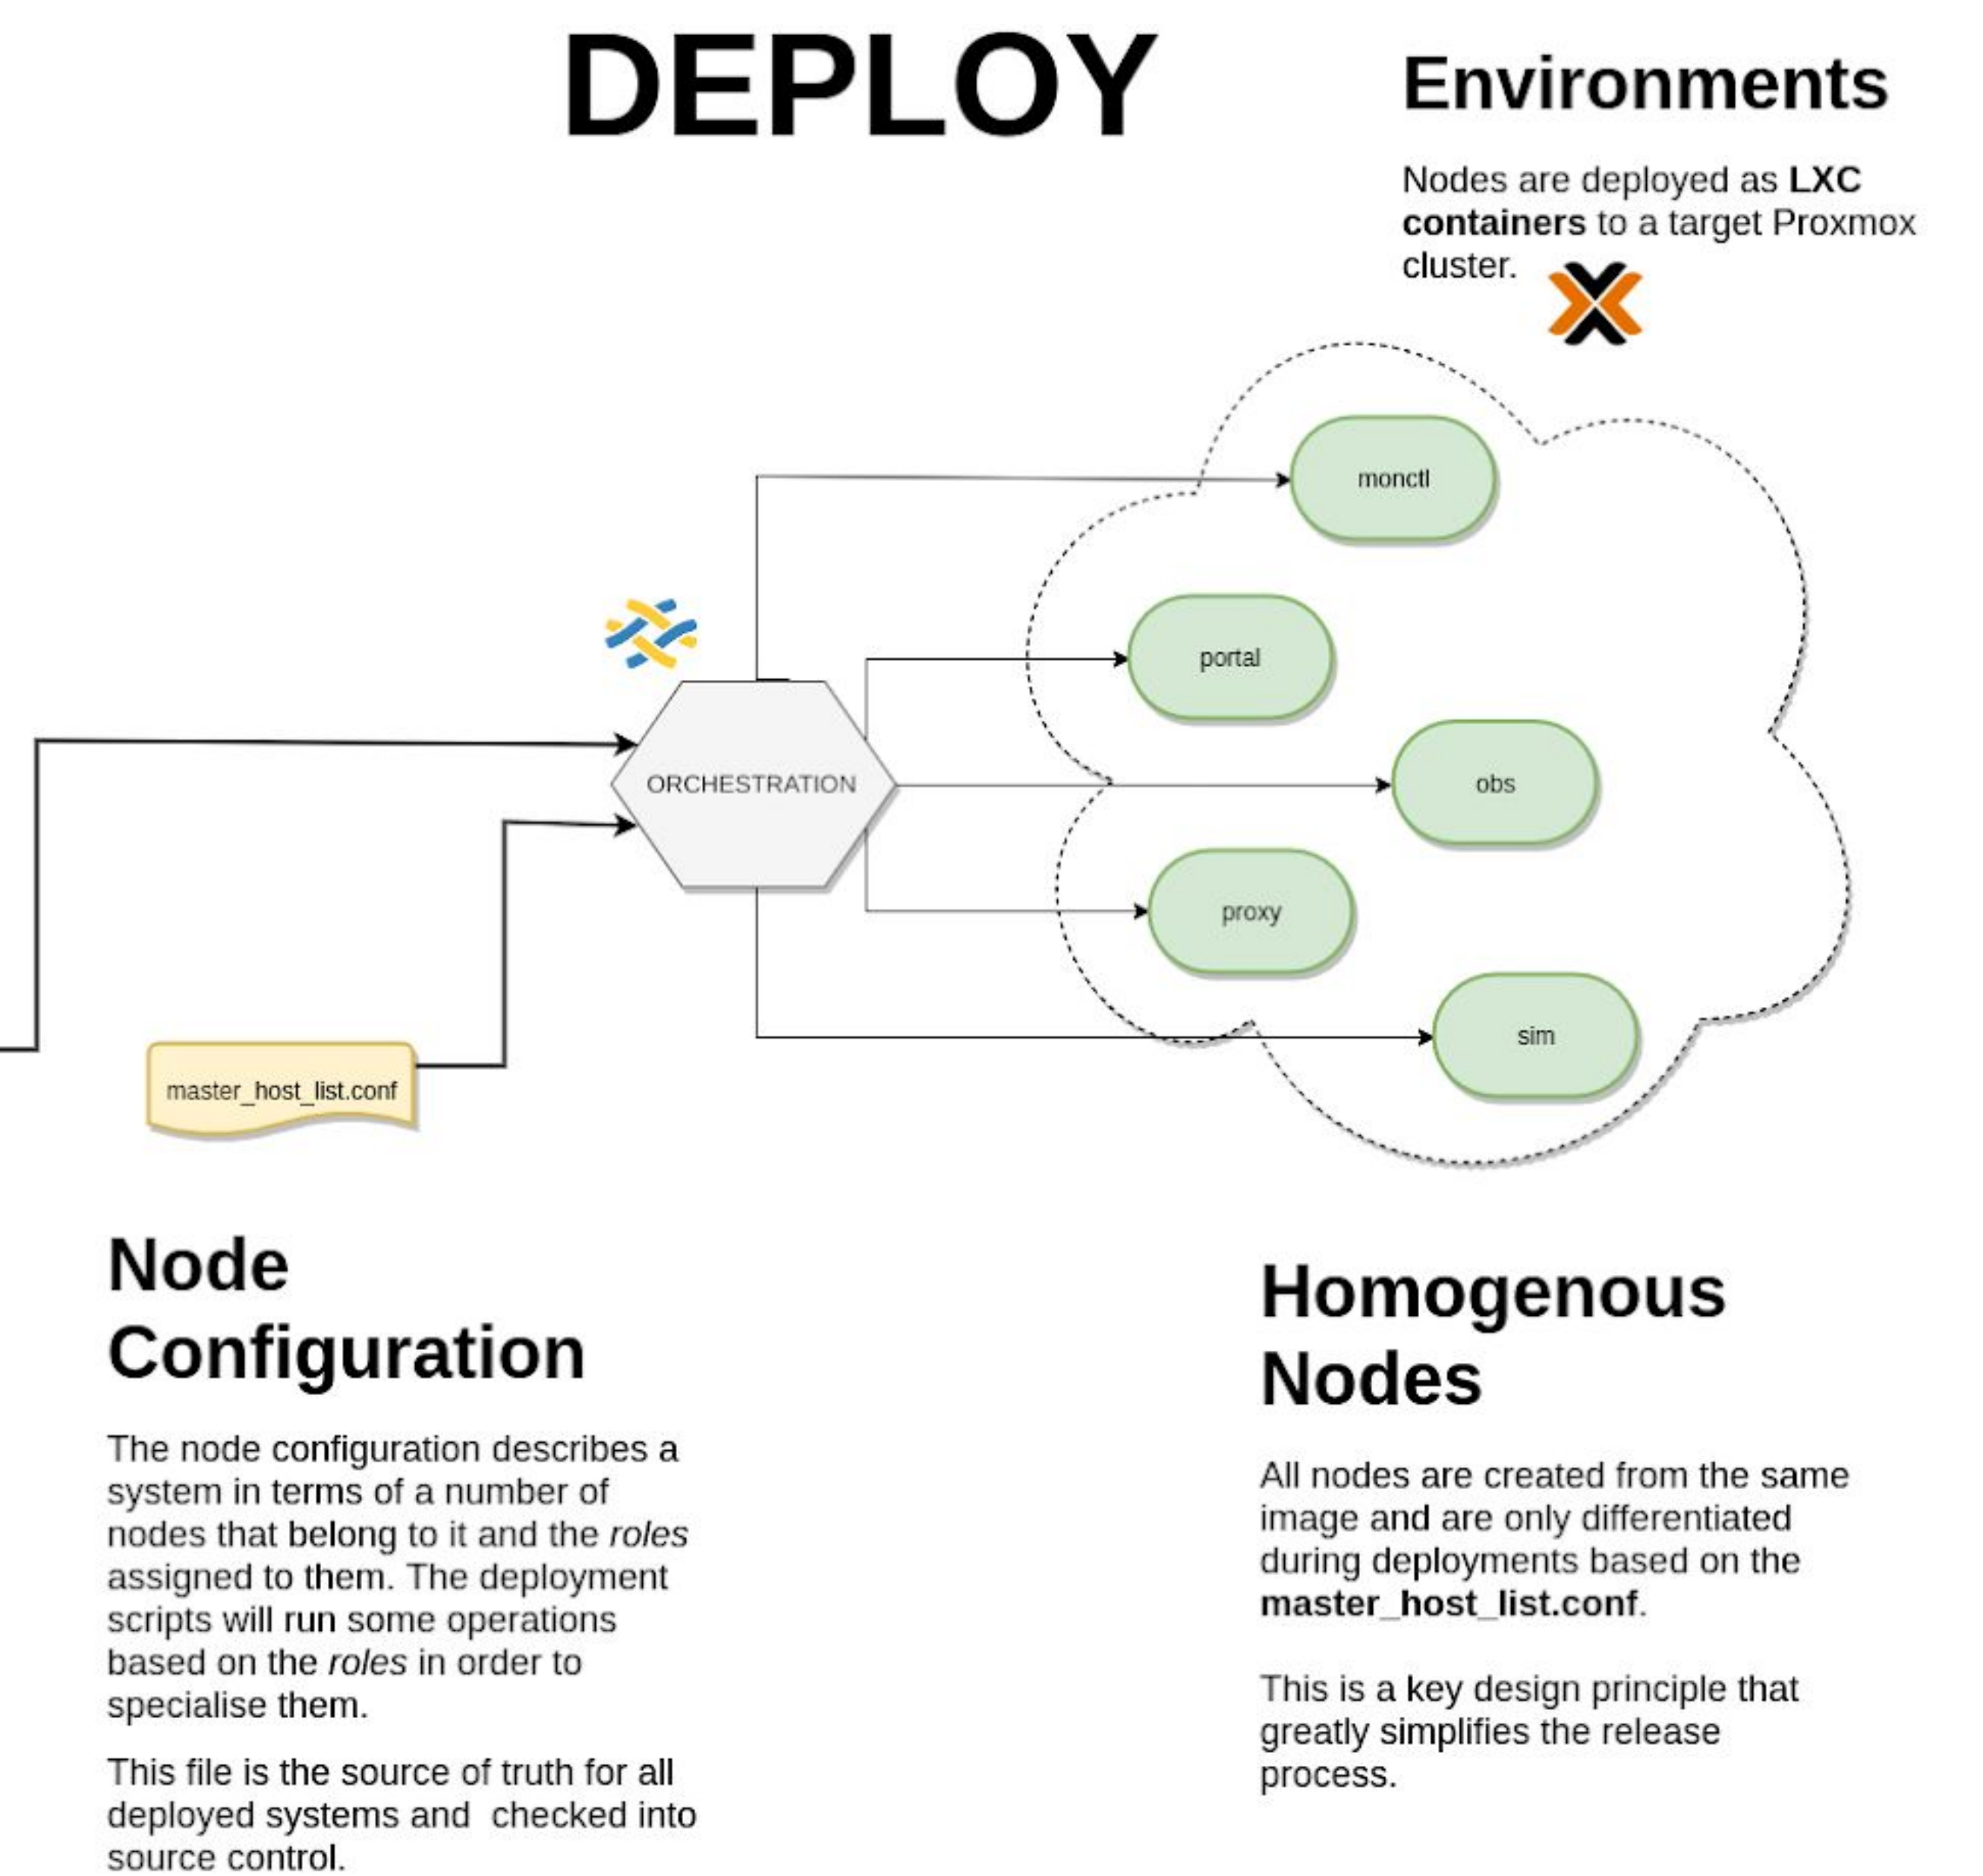 DEPLOY
Environments
Nodes are deployed as LXC
containers to a target Proxmox
cluster.
monctl
portal
ORCHESTRATION
obs
proxy
sim
master_host_list.conf
Node
Configuration
The node configuration describes a
system in terms of a number of
nodes that belong to it and the roles
assigned to them. The deployment
scripts will run some operations
based on the roles in order to
specialise them.
This file is the source of truth for all
deployed systems and  checked into
source control.
Homogenous
Nodes
All nodes are created from the same
image and are only differentiated
during deployments based on the
master_host_list.conf.
This is a key design principle that
greatly simplifies the release
process.